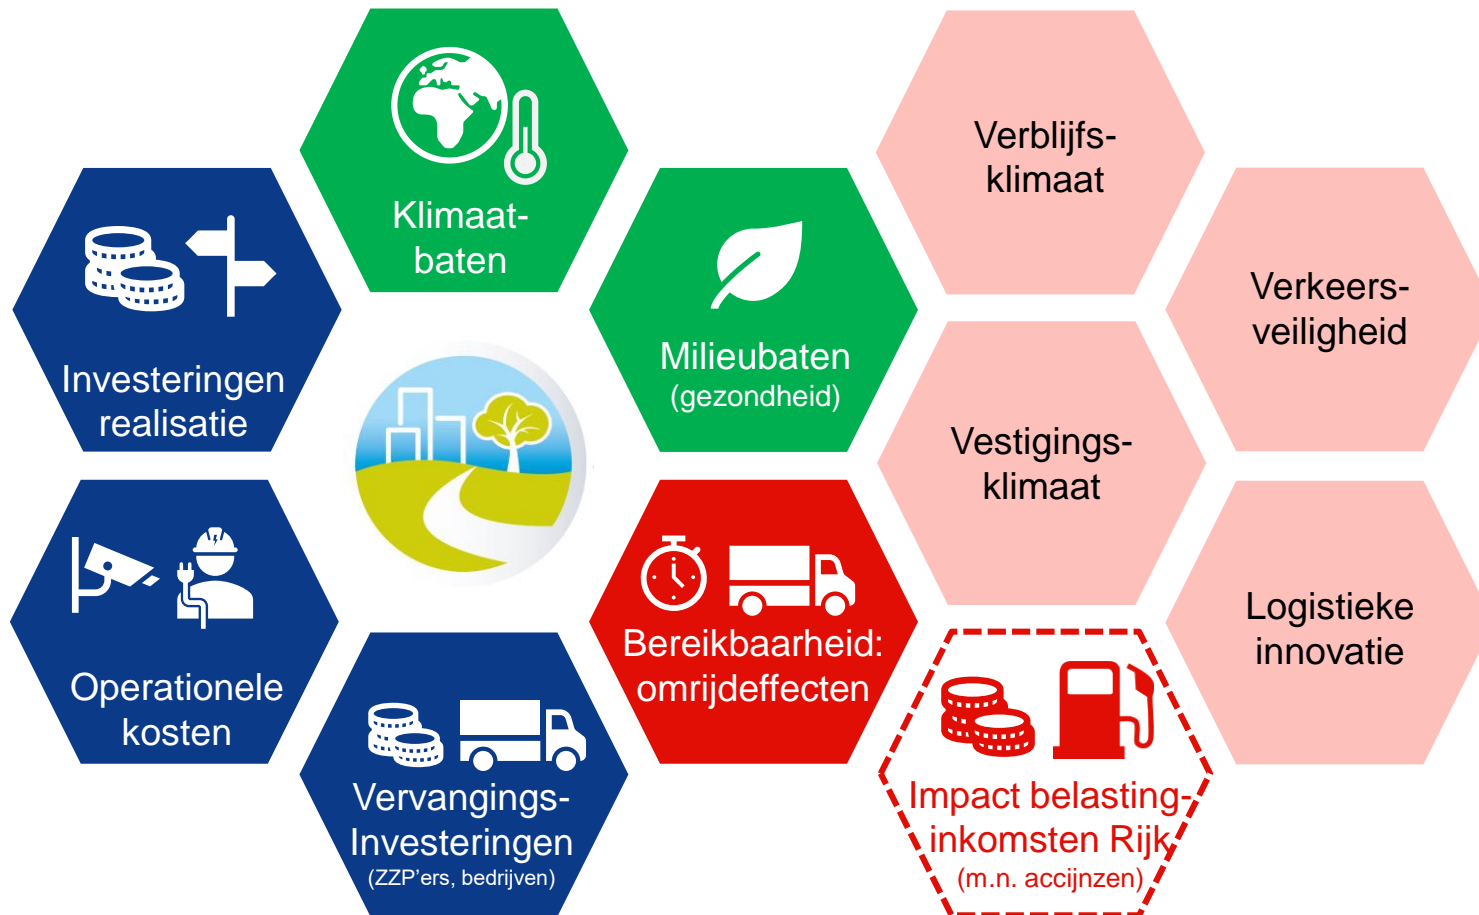 Klimaat-
baten
Verblijfs-
klimaat
Investeringen
realisatie
Milieubaten
(gezondheid)
Verkeers-
veiligheid
Vestigings-
klimaat
Operationele
kosten
Bereikbaarheid:
omrijdeffecten
Logistieke
innovatie
Vervangings-
Investeringen
(ZZP'ers, bedrijven)
Impact belasting-
inkomsten Rijk
(m.n. accijnzen)